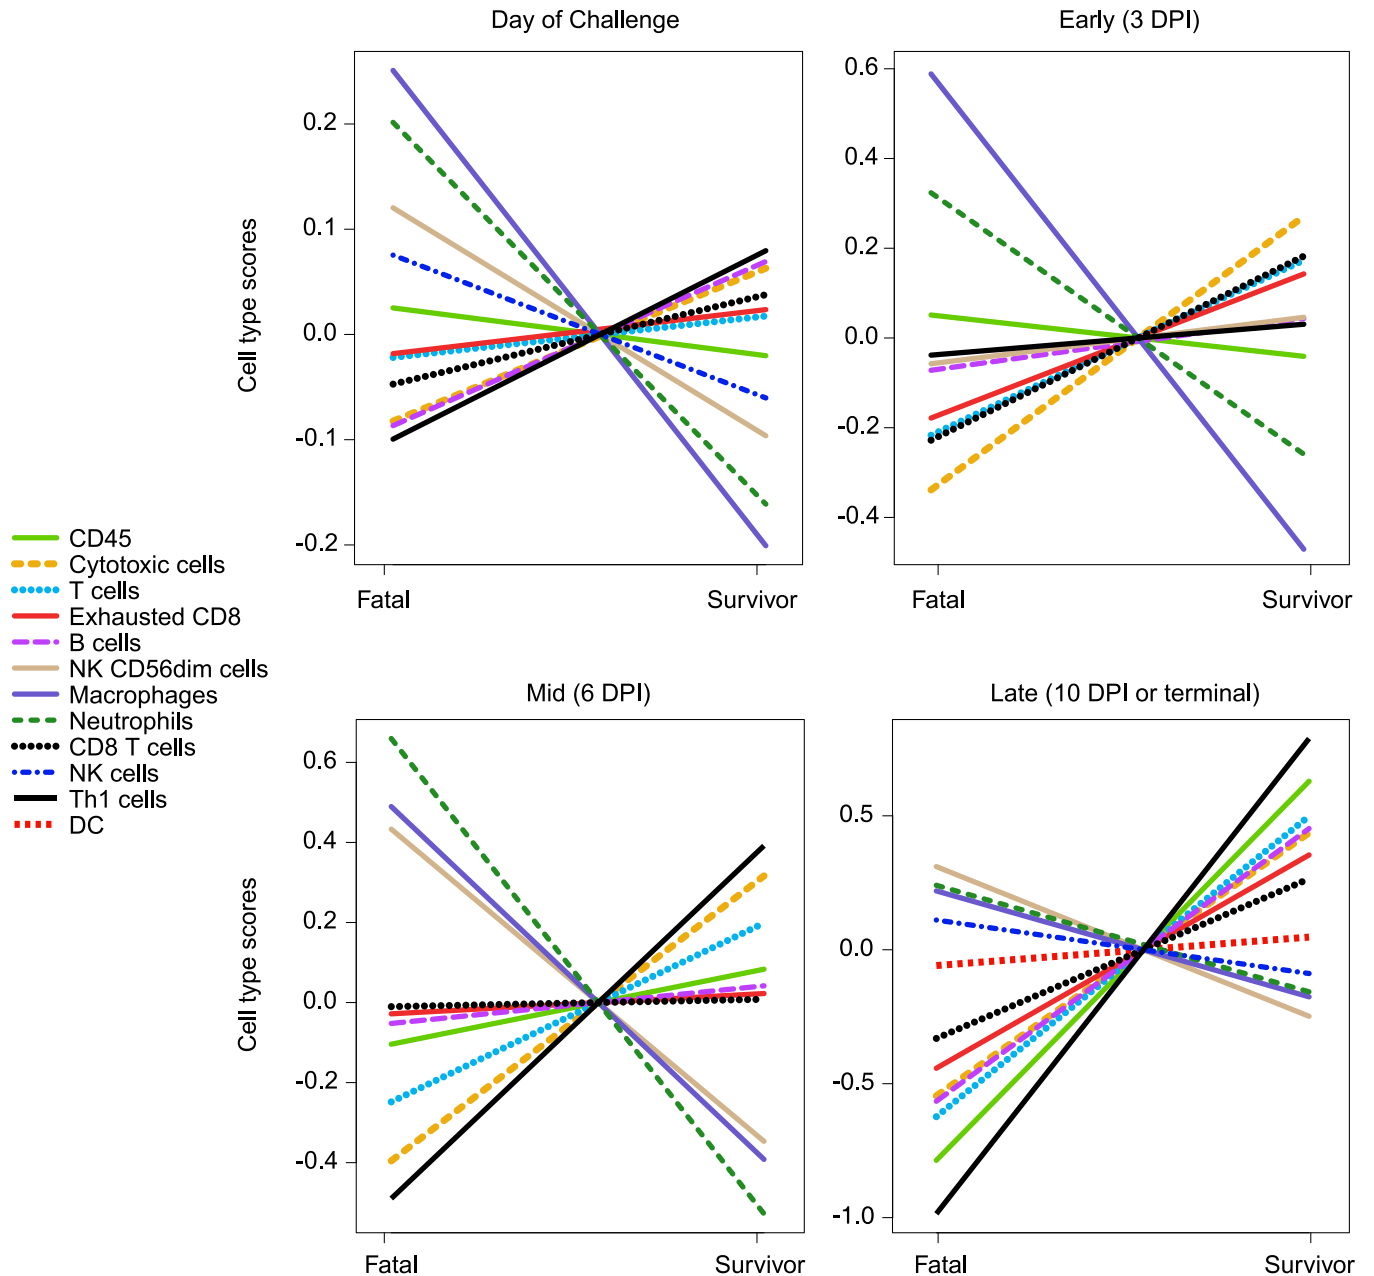 Day of Challenge
Early (3 DPI)
0.2
0.1
0.0
-0.1
-0.2
Cell type scores
Fatal
Survivor
0.6
0.4
0.2
0.0
-0.2
-0.4
Fatal
Survivor
CD45
Cytotoxic cells
T cells
Exhausted CD8
B cells
NK CD56dim cells
Macrophages
Neutrophils
CD8 T cells
NK cells
Th1 cells
DC
Mid (6 DPI)
Late (10 DPI or terminal)
0.6
0.4
0.2
0.0
-0.2
-0.4
Cell type scores
Fatal
Survivor
0.5
0.0
-0.5
-1.0
Fatal
Survivor